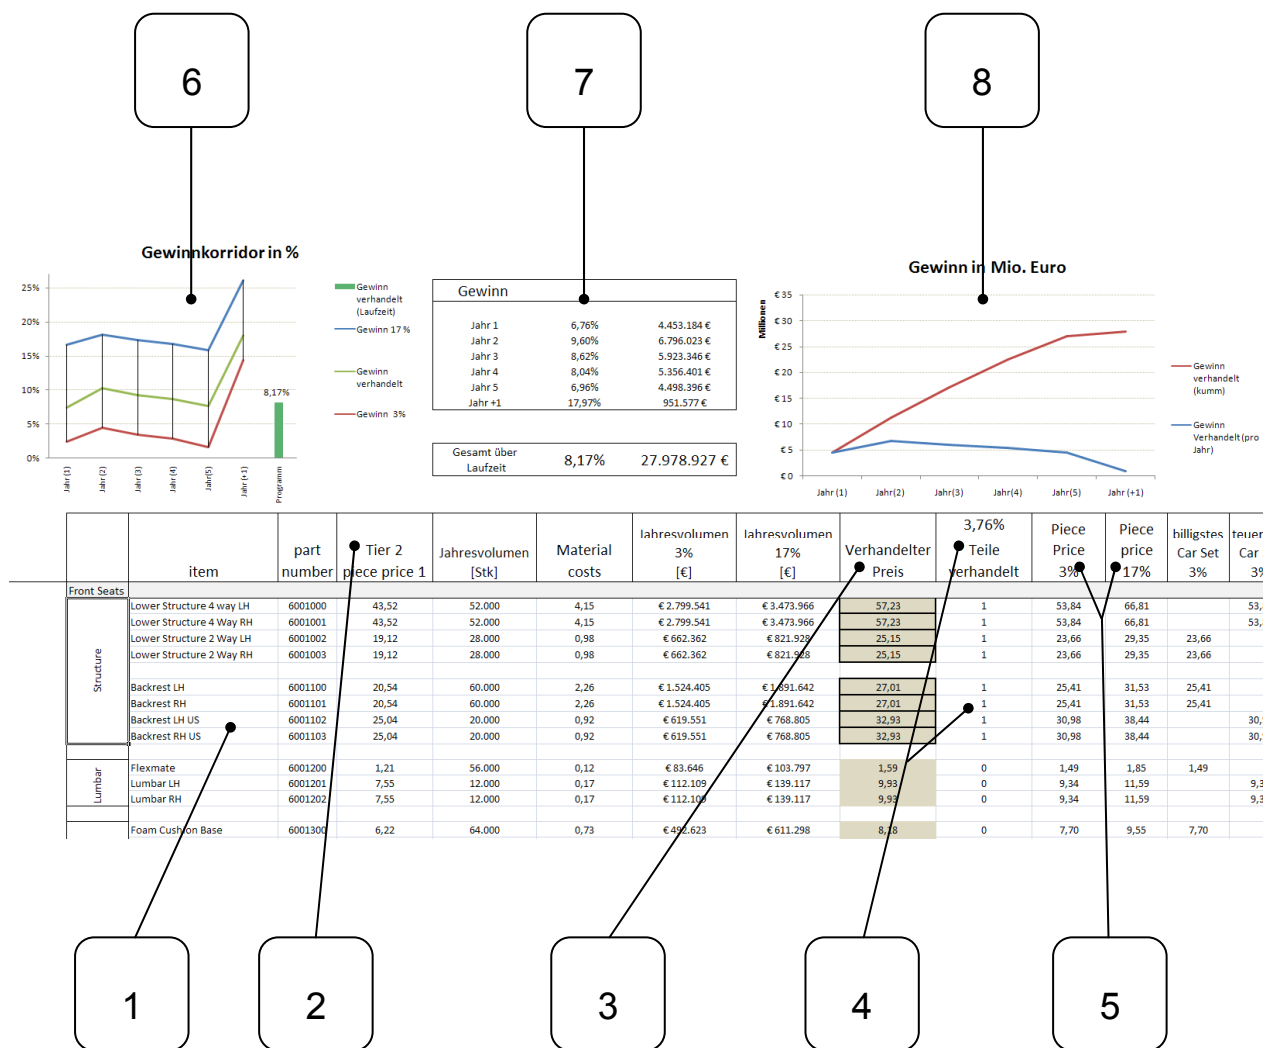 6
7
8
Gewinnkorridor in %
25%
20%
15%
10%
5%
0%
8,17%
Jahr (1)
Jahr (2)
Jahr (3)
Jahr (4)
Jahr(5)
Jahr (+1)
Programm
Gewinn
verhandelt
(Laufzeit)
Gewinn 17 %
Gewinn
verhandelt
Gewinn 3%
Gewinn
Jahr 1 6,76% 4.453.184 €
Jahr 2 9,60% 6.796.023 €
Jahr 3 8,62% 5.923.346 €
Jahr 4 8,04% 5.356.401 €
Jahr 5 6,96% 4.498.396 €
Jahr +1 17,97% 951.577 €
Gesamt über
Laufzeit
8,17% 27.978.927 €
Gewinn in Mio. Euro
Millionen
€ 35
€ 30
€ 25
€ 20
€ 15
€ 10
€ 5
€ 0
Jahr (1) Jahr(2) Jahr(3) Jahr(4) Jahr(5) Jahr (+1)
Gewinn
verhandelt
(kumm)
Gewinn
Verhandelt (pro
Jahr)
item
part
number
Tier 2
piece price 1
Jahresvolumen
[Stk]
Material
costs
Jahresvolumen
3%
[€]
Jahresvolumen
17%
[€]
Verhandelter
Preis
3,76%
Teile
verhandelt
Piece
Price
3%
Piece
price
17%
billigstes
Car Set
3%
teuer
Car
3%
Front Seats
Structure
Lower Structure 4 way LH 6001000 43,52 52.000 4,15 € 2.799.541 € 3.473.966 57,23 1 53,84 66,81 53,
Lower Structure 4 Way RH 6001001 43,52 52.000 4,15 € 2.799.541 € 3.473.966 57,23 1 53,84 66,81 53,
Lower Structure 2 Way LH 6001002 19,12 28.000 0,98 € 662.362 € 821.928 25,15 1 23,66 29,35 23,66
Lower Structure 2 Way RH 6001003 19,12 28.000 0,98 € 662.362 € 821.928 25,15 1 23,66 29,35 23,66
Backrest LH 6001100 20,54 60.000 2,26 € 1.524.405 € 1.891.642 27,01 1 25,41 31,53 25,41
Backrest RH 6001101 20,54 60.000 2,26 € 1.524.405 € 1.891.642 27,01 1 25,41 31,53 25,41
Backrest LH US 6001102 25,04 20.000 0,92 € 619.551 € 768.805 32,93 1 30,98 38,44 30,
Backrest RH US 6001103 25,04 20.000 0,92 € 619.551 € 768.805 32,93 1 30,98 38,44 30,
Lumbar
Flexmate 6001200 1,21 56.000 0,12 € 83.646 € 103.797 1,59 0 1,49 1,85 1,49
Lumbar LH 6001201 7,55 12.000 0,17 € 112.109 € 139.117 9,93 0 9,34 11,59 9,3
Lumbar RH 6001202 7,55 12.000 0,17 € 112.109 € 139.117 9,93 0 9,34 11,59 9,3
Foam Cushion Base 6001300 6,22 64.000 0,73 € 492.623 € 611.298 8,18 0 7,70 9,55 7,70
1
2
3
4
5